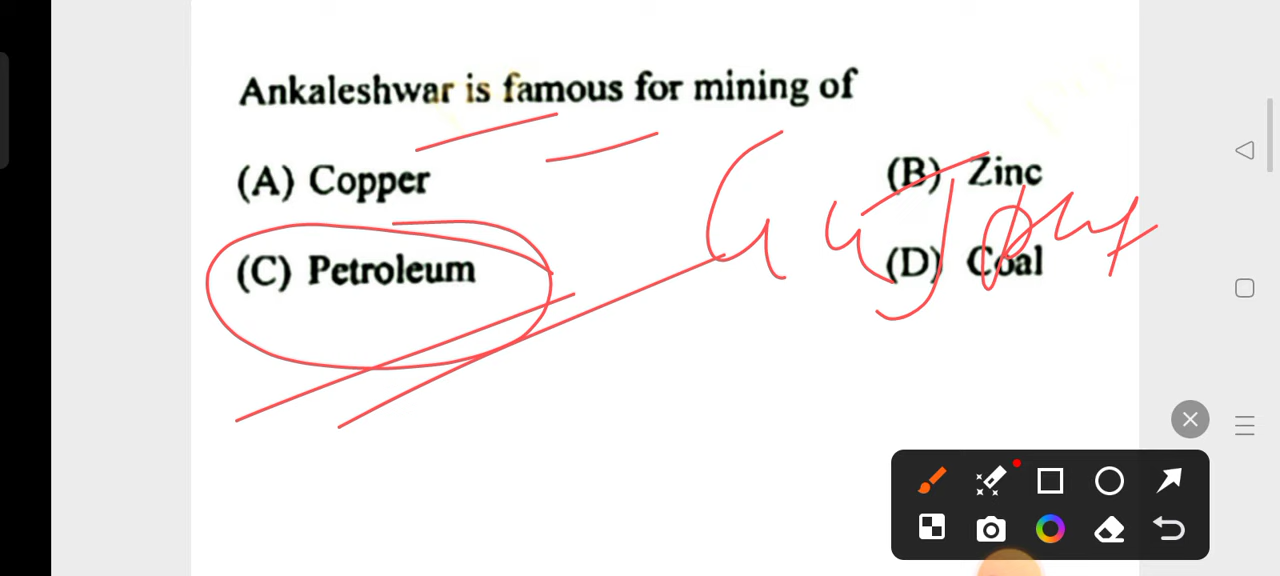 Ankaleshwar is famous for mining of
(A) Copper
(B) Zinc
(C) Petroleum
(D) Coal